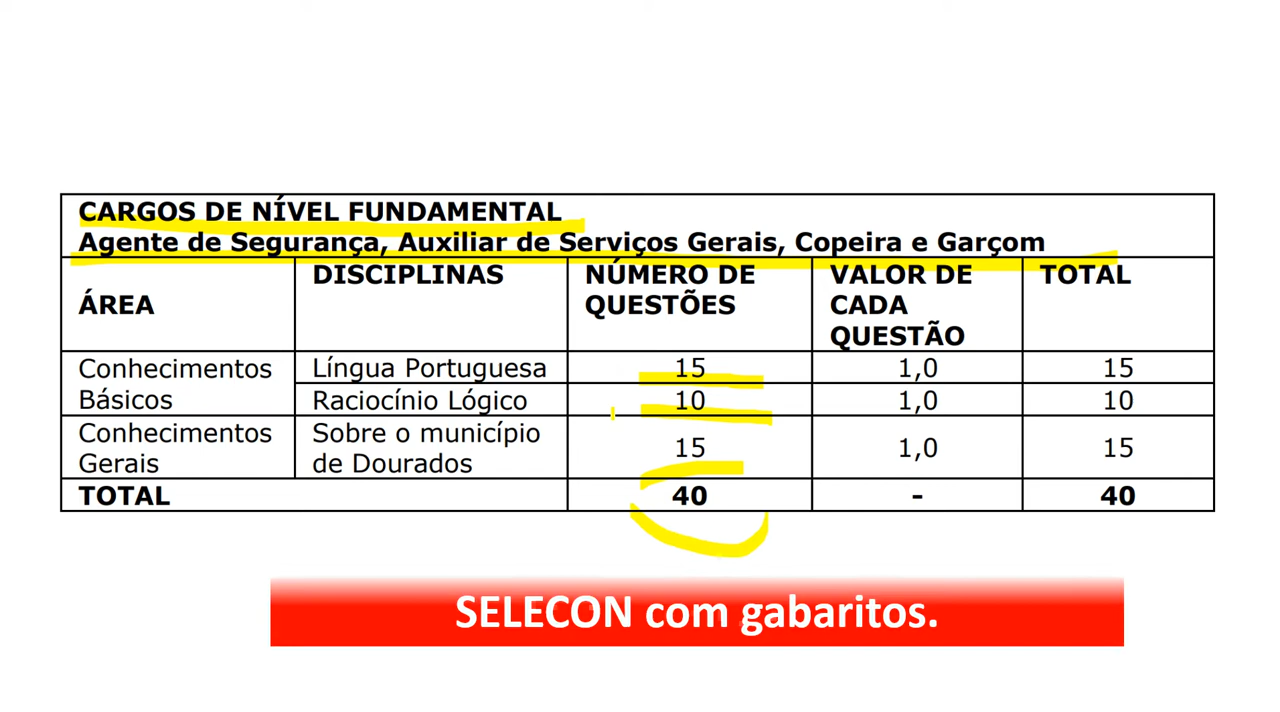 CARGOS DE NÍVEL FUNDAMENTAL
Agente de Segurança, Auxiliar de Serviços Gerais, Copeira e Garçom
ÁREA
DISCIPLINAS
NÚMERO DE
QUESTÕES
VALOR DE
CADA
QUESTÃO
TOTAL
Conhecimentos
Básicos
Língua Portuguesa
15
1,0
15
Raciocínio Lógico
10
1,0
10
Conhecimentos
Gerais
Sobre o município
de Dourados
15
1,0
15
TOTAL
40
-
40
SELECON com gabaritos.